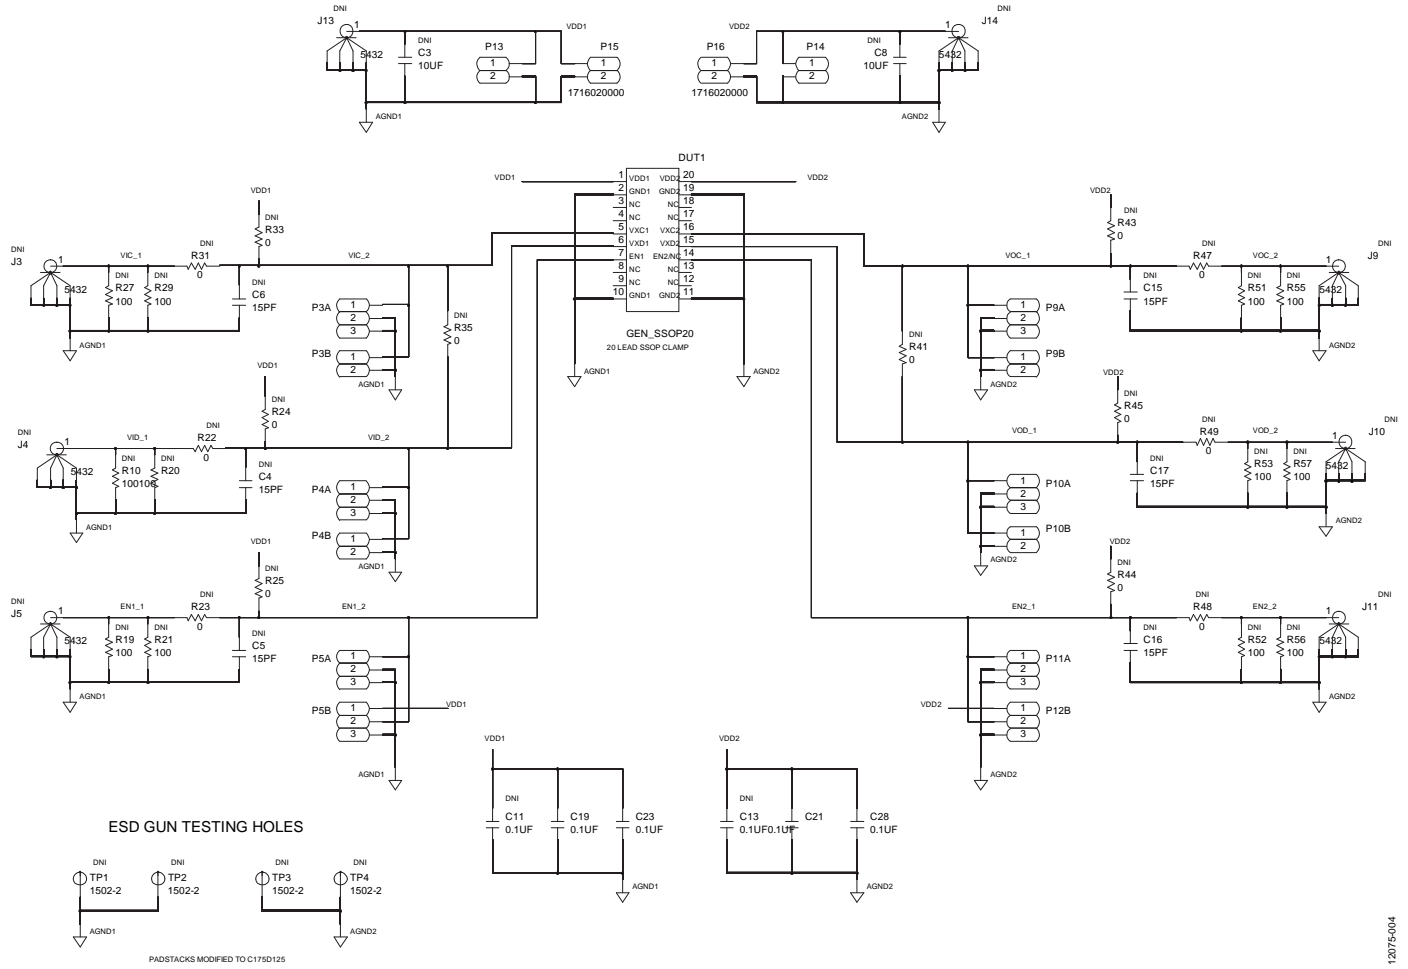 DNI
J13
1
5432
DNI
C3
10UF
VDD1
P13
1
2
P15
1
2
1716020000
AGND1
VDD2
P16
1
2
1716020000
P14
1
2
DNI
C8
10UF
DNI
J14
1
5432
AGND2
DUT1
VDD1
1 VDD1 VDD2 20
2 GND1 GND2 19
3 NC NC 18
4 NC NC 17
5 VXC1 VXC2 16
6 VXD1 VXD2 15
7 EN1 EN2/NC 14
8 NC NC 13
9 NC NC 12
10 GND1 GND2 11
VDD2
GEN_SSOP20
20 LEAD SSOP CLAMP
AGND1
AGND2
DNI
J3
1
5432
VIC_1
DNI
R27
100
DNI
R29
100
DNI
R31
0
VDD1
DNI
R33
0
DNI
C6
15PF
VIC_2
P3A
1
2
3
P3B
1
2
AGND1
AGND1
DNI
R35
0
DNI
J4
1
5432
VID_1
DNI
R10
100
DNI
R20
100
DNI
R22
0
VDD1
DNI
R24
0
DNI
C4
15PF
VID_2
P4A
1
2
3
P4B
1
2
AGND1
AGND1
DNI
J5
1
5432
EN1_1
DNI
R19
100
DNI
R21
100
DNI
R23
0
VDD1
DNI
R25
0
DNI
C5
15PF
EN1_2
P5A
1
2
3
P5B
1
2
3
VDD1
AGND1
AGND1
DNI
R41
0
VOC_1
P9A
1
2
3
P9B
1
2
AGND2
VDD2
DNI
R43
0
DNI
C15
15PF
DNI
R47
0
VOC_2
DNI
R51
100
DNI
R55
100
DNI
J9
1
5432
AGND2
VOD_1
P10A
1
2
3
P10B
1
2
AGND2
VDD2
DNI
R45
0
DNI
C17
15PF
DNI
R49
0
VOD_2
DNI
R53
100
DNI
R57
100
DNI
J10
1
5432
AGND2
EN2_1
P11A
1
2
3
VDD2
P12B
1
2
3
AGND2
VDD2
DNI
R44
0
DNI
C16
15PF
DNI
R48
0
EN2_2
DNI
R52
100
DNI
R56
100
DNI
J11
1
5432
AGND2
VDD1
DNI
C11
0.1UF
C19
0.1UF
C23
0.1UF
AGND1
VDD2
DNI
C13
0.1UF
C21
0.1UF
C28
0.1UF
AGND2
ESD GUN TESTING HOLES
DNI
TP1
1502-2
DNI
TP2
1502-2
AGND1
DNI
TP3
1502-2
DNI
TP4
1502-2
AGND2
PADSTACKS MODIFIED TO C175D125
12075-004